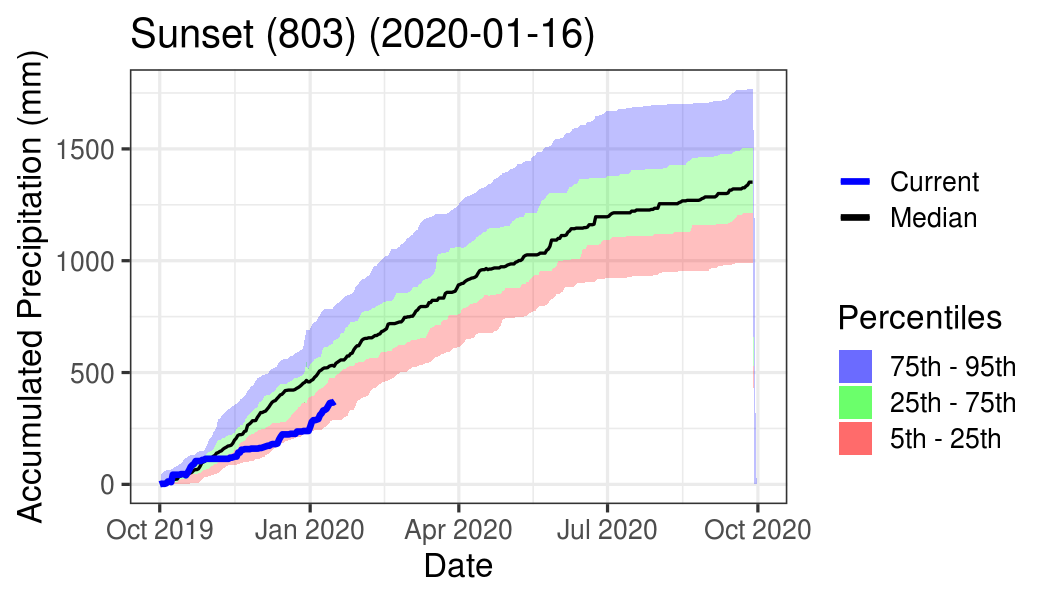 Sunset (803) (2020-01-16)
Accumulated Precipitation (mm)
1500
1000
500
0
Oct 2019
Jan 2020
Apr 2020
Jul 2020
Oct 2020
Date
Current
Median
Percentiles
75th - 95th
25th - 75th
5th - 25th